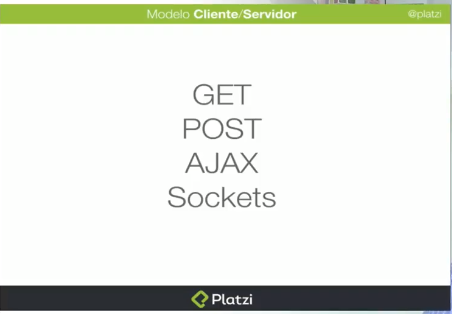 Modelo Cliente/Servidor
@platzi
GET
POST
AJAX
Sockets
Platzi